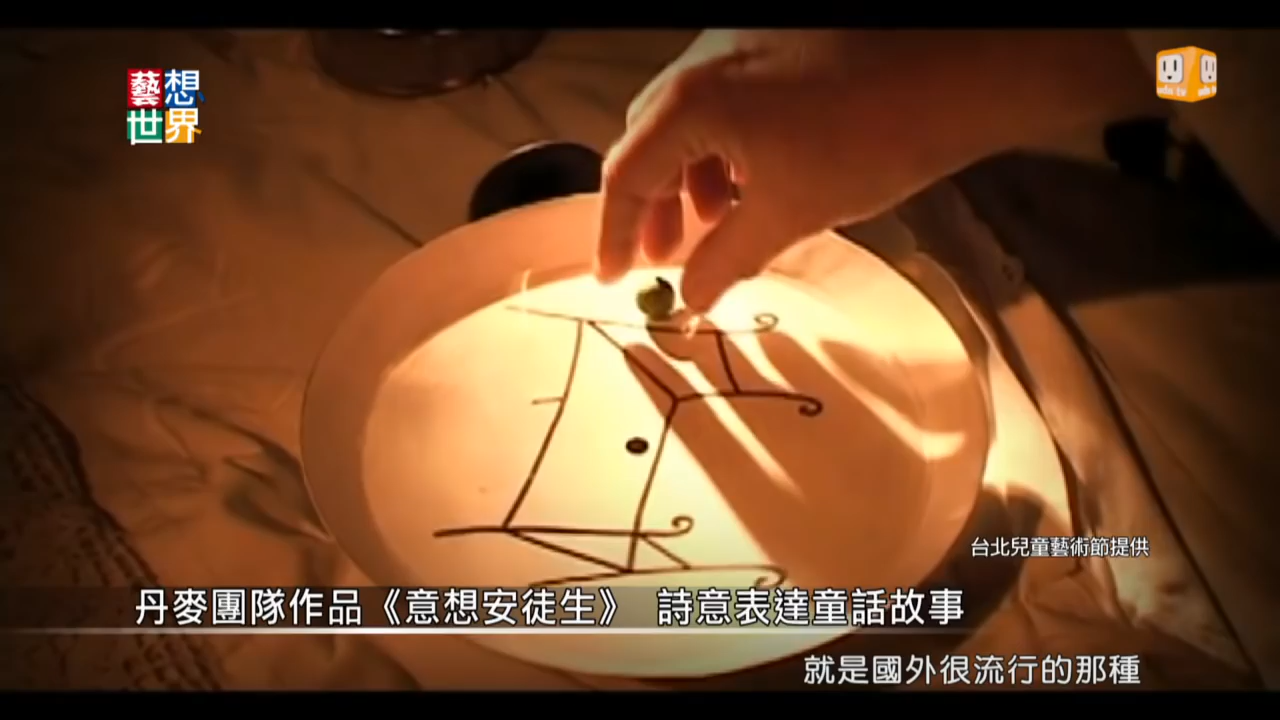 藝想
世界
台北兒童藝術節提供
丹麥團隊作品《意想安徒生》 詩意表達童話故事
就是國外很流行的那種